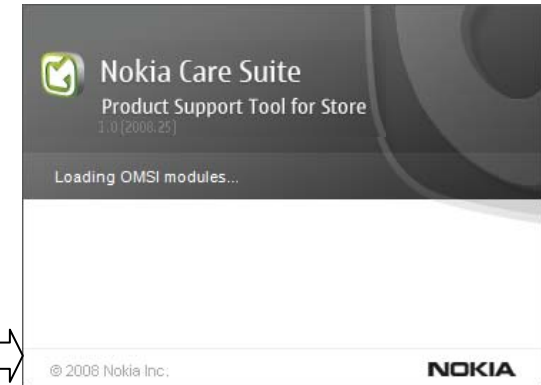 Nokia Care Suite
Product Support Tool for Store
1.0 [2008.25]
Loading OMSI modules...
© 2008 Nokia Inc.
NOKIA